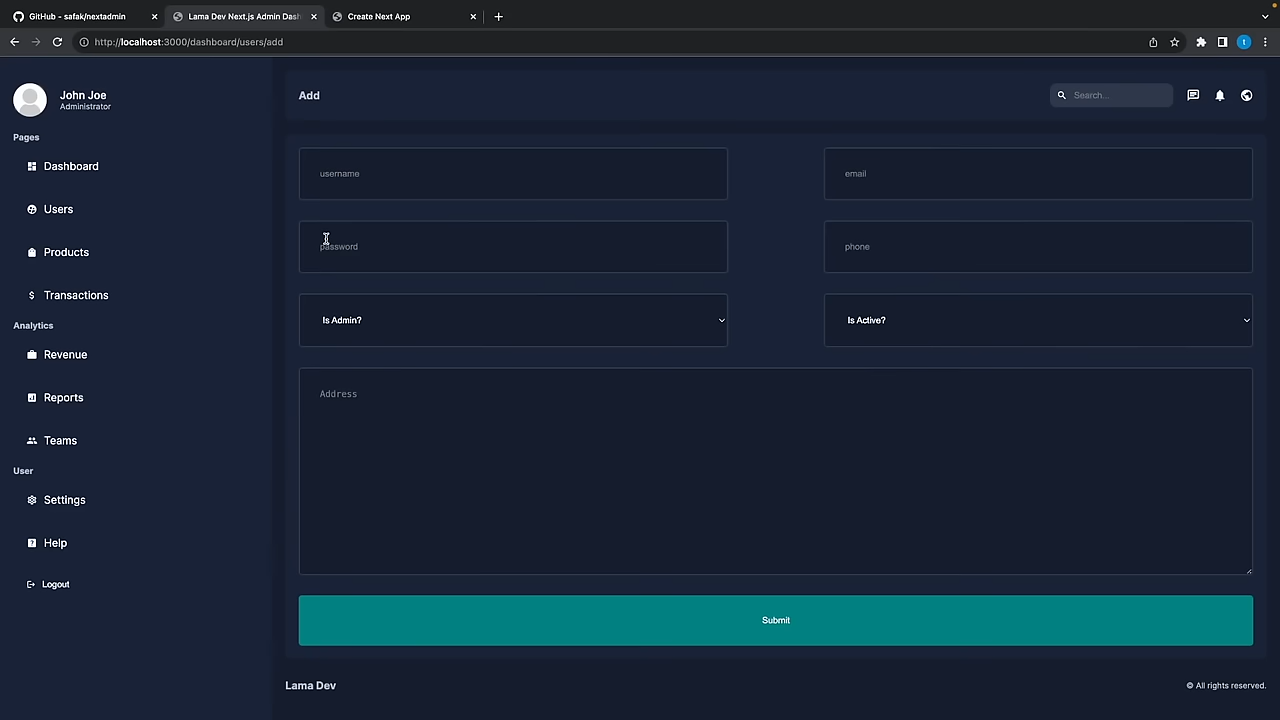 GitHub - safak/nextadmin
Lama Dev Next.js Admin Dash
Create Next App
http://localhost:3000/dashboard/users/add
t
John Joe
Administrator
Pages
Dashboard
Users
Products
Transactions
Analytics
Revenue
Reports
Teams
User
Settings
Help
Logout
Add
Search...
username
email
password
phone
Is Admin?
Is Active?
Address
Submit
Lama Dev
© All rights reserved.